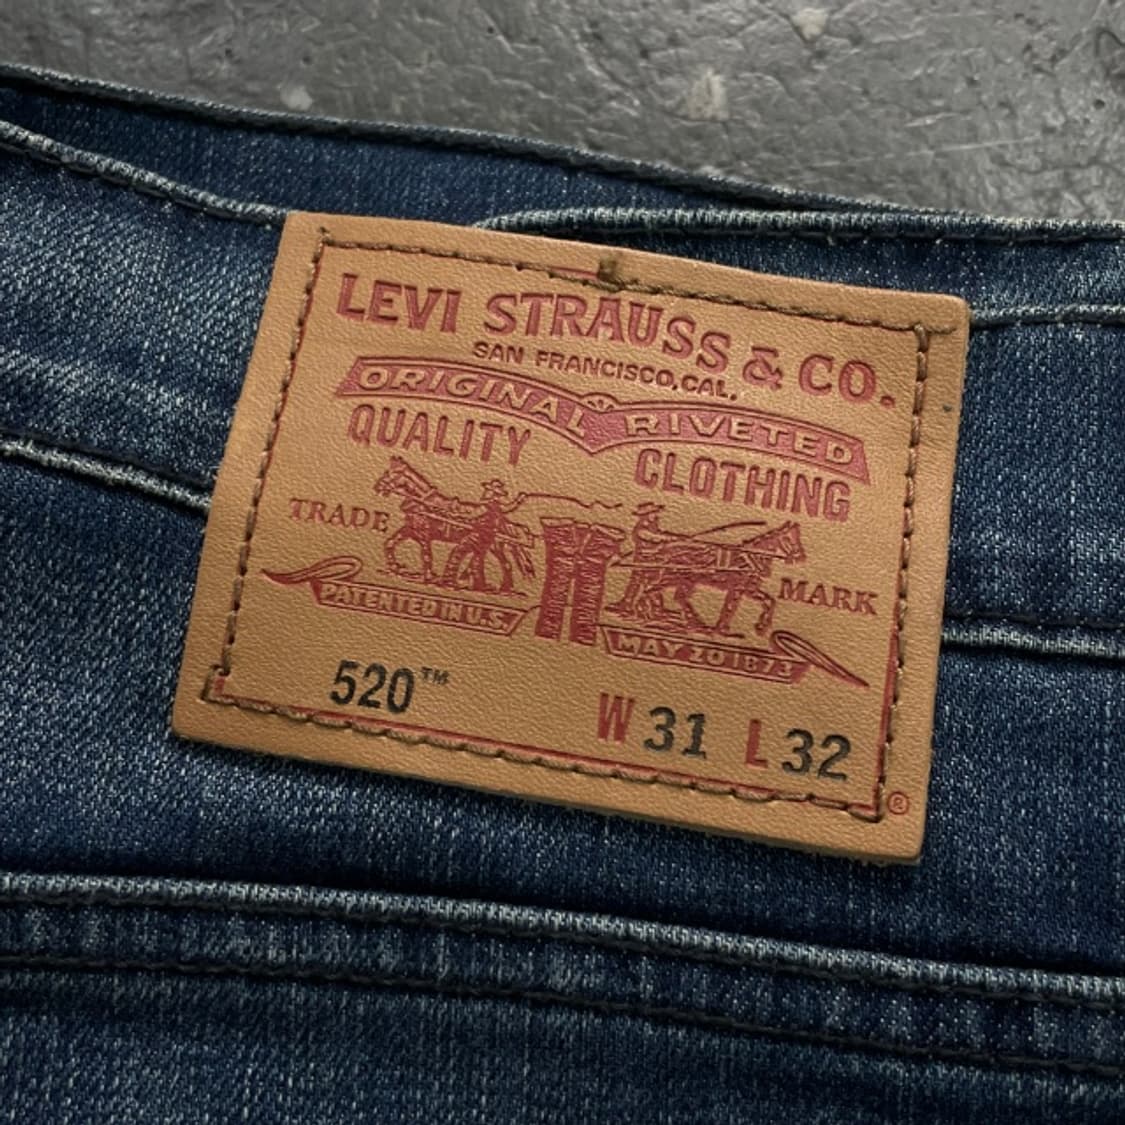 LEVI STRAUSS & CO.
SAN FRANCISCO, CAL.
ORIGINAL RIVETED
QUALITY CLOTHING
TRADE MARK
PATENTED IN U.S. MAY 20 1873
520™ W 31 L 32
®